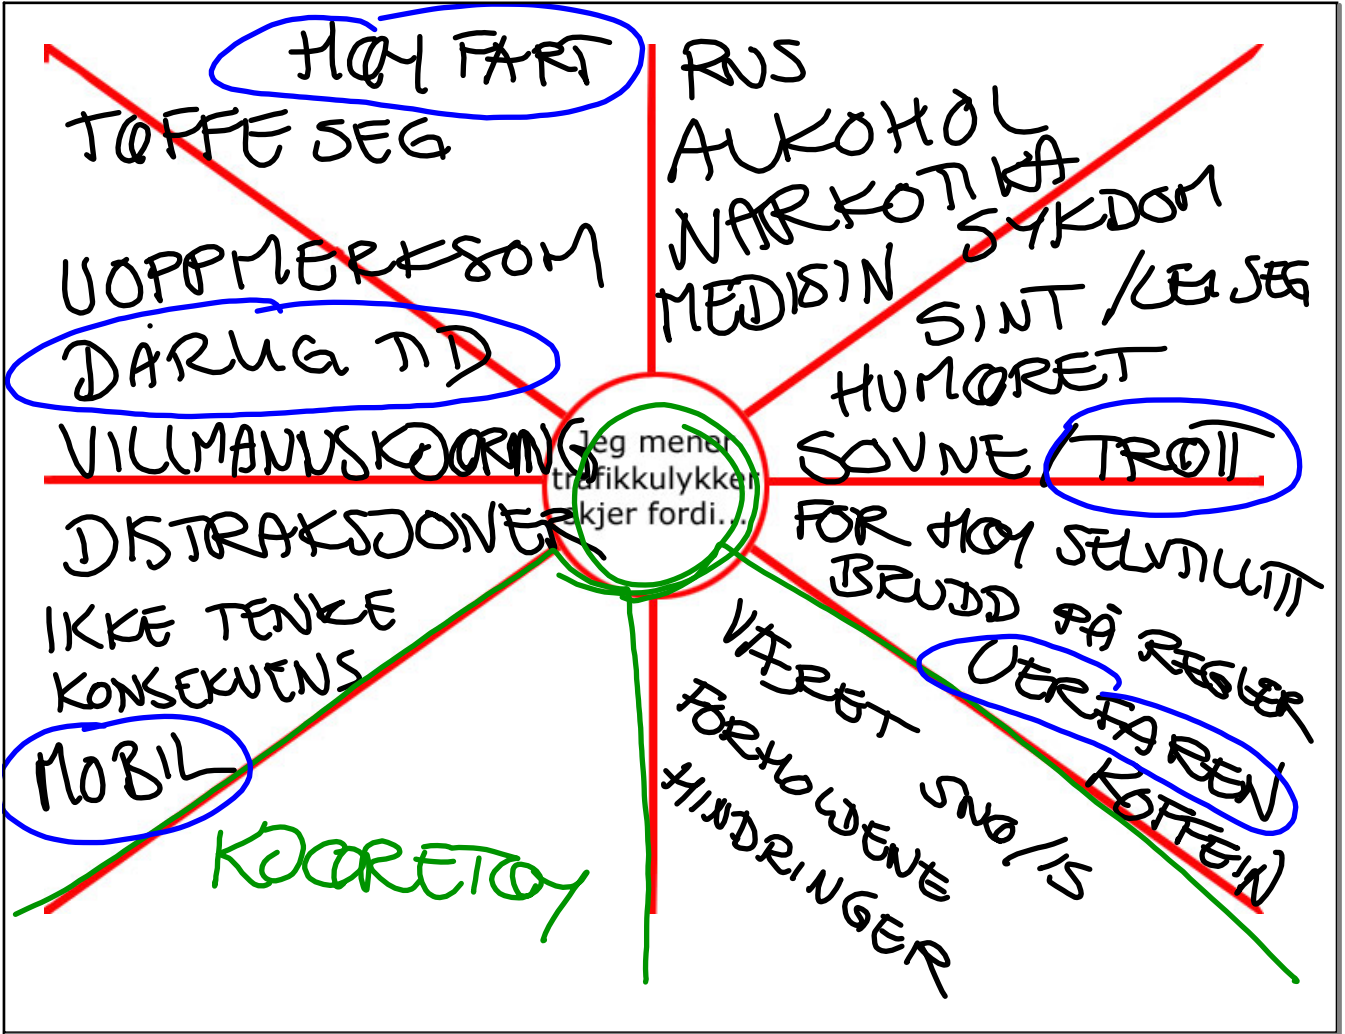 HØY FART
TØFFE SEG
UOPPMERKSOM
DÅRLIG TID
VILLMANNSKJØRING
DISTRAKSJONER
IKKE TENKE
KONSEKVENS
MOBIL
KJØRETØY
Jeg mener
trafikkulykker
skjer fordi...
RUS
ALKOHOL
NARKOTIKA
MEDISIN
SYKDOM
SINT / LEI SEG
HUMØRET
SOVNE / TRØTT
FOR HØY SELVTILLITT
BRUDD PÅ REGLER
UERFAREN
KOFFEIN
VÆRET
FORHOLDENE
SNØ/IS
HINDRINGER